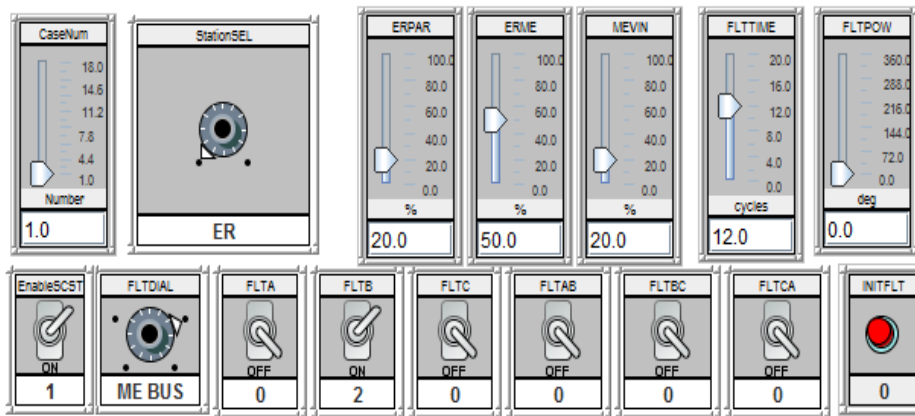 CaseNum
18.0
14.6
11.2
7.8
4.4
1.0
Number
1.0
StationSEL
ER
ERPAR
100.0
80.0
60.0
40.0
20.0
0.0
%
20.0
ERME
100.0
80.0
60.0
40.0
20.0
0.0
%
50.0
MEVIN
100.0
80.0
60.0
40.0
20.0
0.0
%
20.0
FLTTIME
20.0
16.0
12.0
8.0
4.0
0.0
cycles
12.0
FLTPOW
360.0
288.0
216.0
144.0
72.0
0.0
deg
0.0
EnableSCST
ON
1
FLTDIAL
ME BUS
FLTA
OFF
0
FLTB
ON
2
FLTC
OFF
0
FLTAB
OFF
0
FLTBC
OFF
0
FLTCA
OFF
0
INITFLT
0